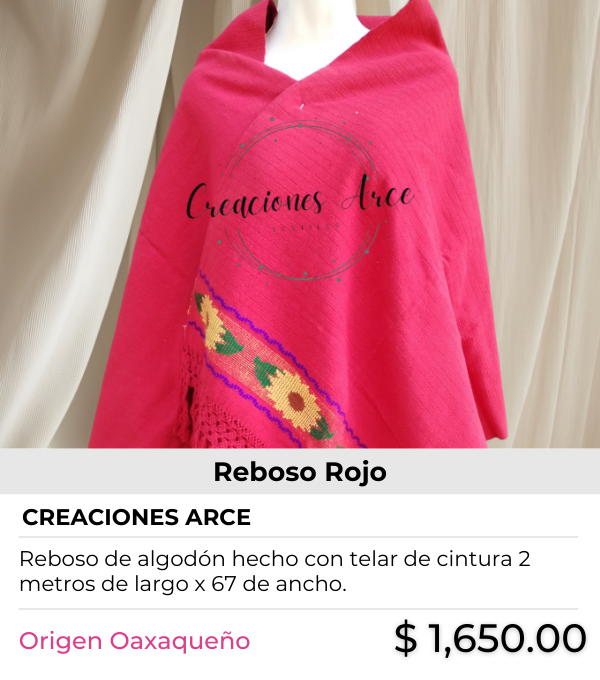 Creaciones Arce
Reboso Rojo
CREACIONES ARCE
Reboso de algodón hecho con telar de cintura 2
metros de largo x 67 de ancho.
Origen Oaxaqueño
$ 1,650.00